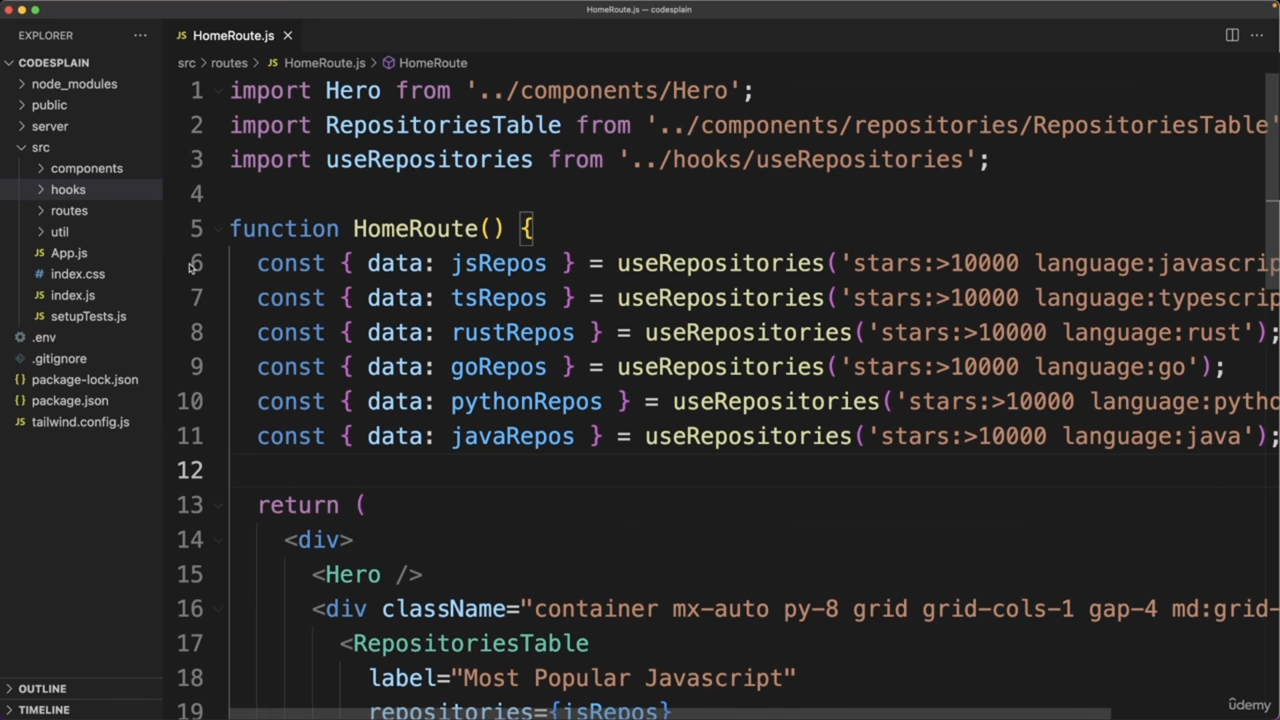 HomeRoute.js — codesplain
EXPLORER
CODESPLAIN
node_modules
public
server
src
components
hooks
routes
util
JS App.js
# index.css
JS index.js
JS setupTests.js
.env
.gitignore
{} package-lock.json
{} package.json
tailwind.config.js
OUTLINE
TIMELINE
JS HomeRoute.js
src > routes > JS HomeRoute.js > HomeRoute
1 import Hero from '../components/Hero';
2 import RepositoriesTable from '../components/repositories/RepositoriesTable'
3 import useRepositories from '../hooks/useRepositories';
4
5 function HomeRoute() {
6 const { data: jsRepos } = useRepositories('stars:>10000 language:javascrip
7 const { data: tsRepos } = useRepositories('stars:>10000 language:typescrip
8 const { data: rustRepos } = useRepositories('stars:>10000 language:rust');
9 const { data: goRepos } = useRepositories('stars:>10000 language:go');
10 const { data: pythonRepos } = useRepositories('stars:>10000 language:pytho
11 const { data: javaRepos } = useRepositories('stars:>10000 language:java');
12
13 return (
14 <div>
15 <Hero />
16 <div className="container mx-auto py-8 grid grid-cols-1 gap-4 md:grid-
17 <RepositoriesTable
18 label="Most Popular Javascript"
19 repositories={jsRepos}
ûdemy